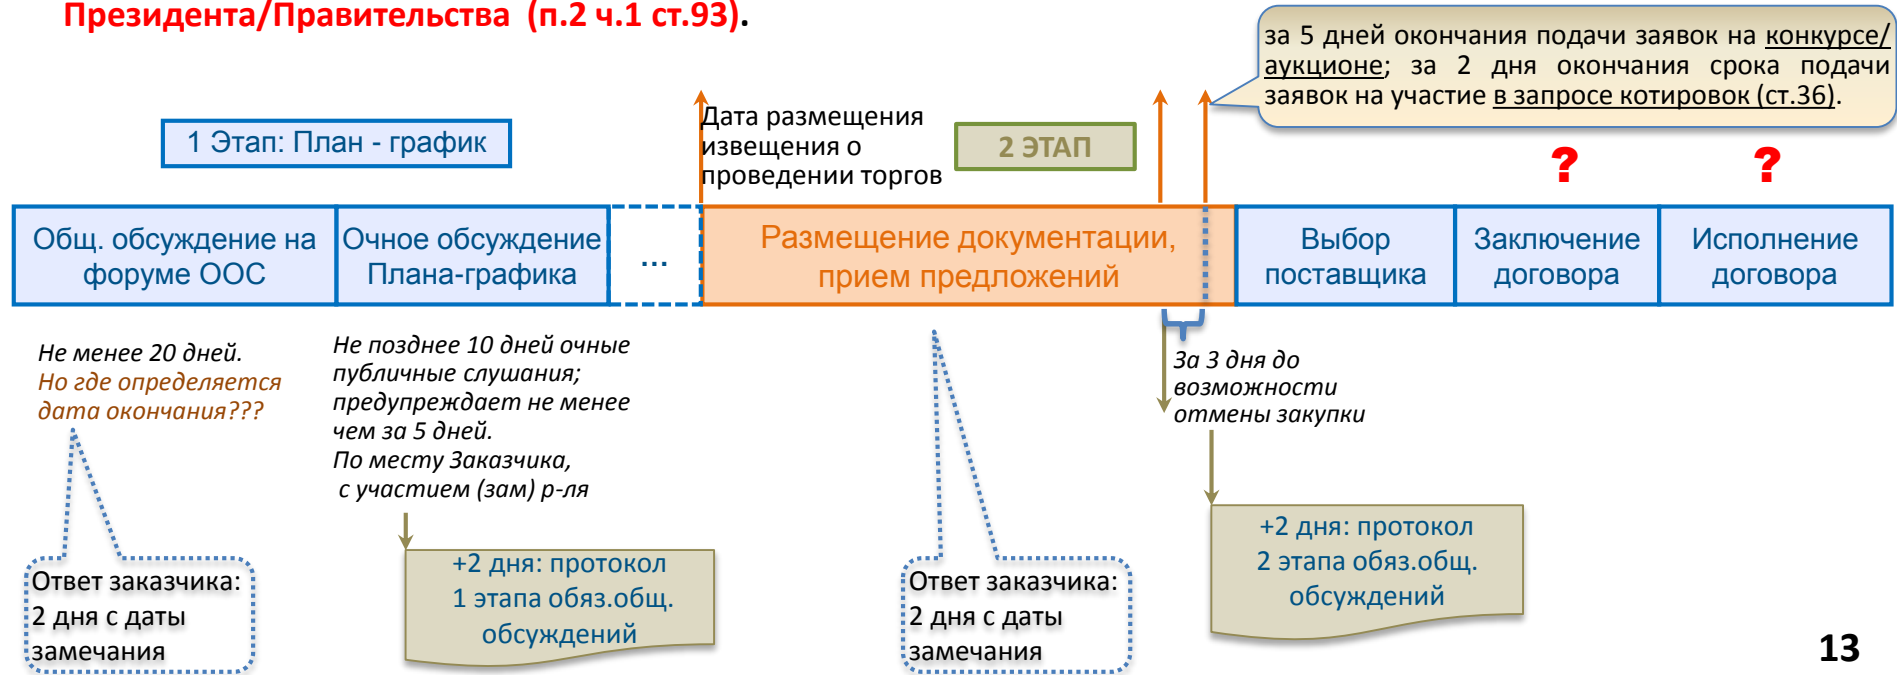 Президента/Правительства (п.2 ч.1 ст.93).
за 5 дней окончания подачи заявок на конкурсе/
аукционе; за 2 дня окончания срока подачи
заявок на участие в запросе котировок (ст.36).
1 Этап: План - график
Дата размещения
извещения о
проведении торгов
2 ЭТАП
?
?
Общ. обсуждение на
форуме ООС
Очное обсуждение
Плана-графика
...
Размещение документации,
прием предложений
Выбор
поставщика
Заключение
договора
Исполнение
договора
Не менее 20 дней.
Но где определяется
дата окончания???
Не позднее 10 дней очные
публичные слушания;
предупреждает не менее
чем за 5 дней.
По месту Заказчика,
с участием (зам) р-ля
За 3 дня до
возможности
отмены закупки
Ответ заказчика:
2 дня с даты
замечания
+2 дня: протокол
1 этапа обяз.общ.
обсуждений
Ответ заказчика:
2 дня с даты
замечания
+2 дня: протокол
2 этапа обяз.общ.
обсуждений
13